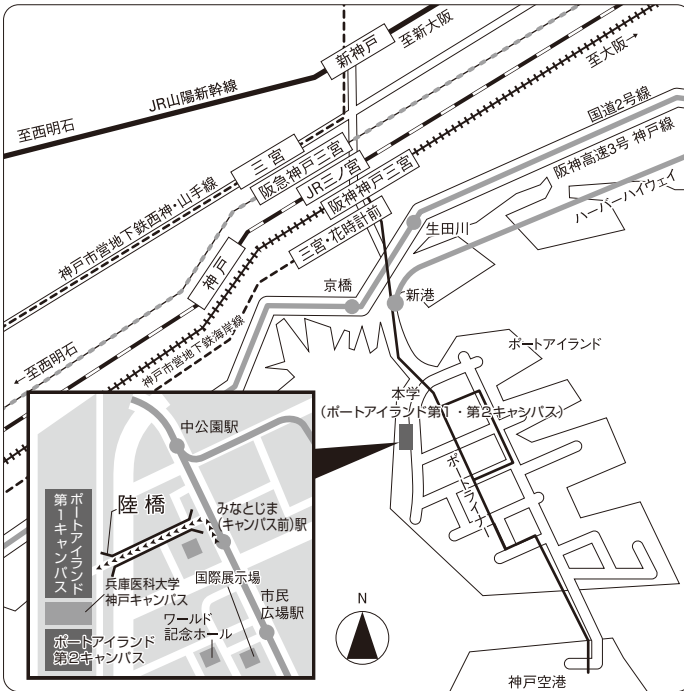 新神戸
至新大阪
JR山陽新幹線
至西明石
至大阪→
三宮
阪急神戸三宮
JR三ノ宮
阪神神戸三宮
三宮・花時計前
神戸市営地下鉄西神・山手線
神戸
国道2号線
阪神高速3号 神戸線
ハーバーハイウェイ
生田川
京橋
新港
←至西明石
神戸市営地下鉄海岸線
ポートアイランド
本学
(ポートアイランド第1・第2キャンパス)
ポートライナー
中公園駅
ポートアイランド
第1キャンパス
陸橋
みなとじま
(キャンパス前)駅
兵庫医科大学
神戸キャンパス
国際展示場
市民
広場駅
ワールド
記念ホール
ポートアイランド
第2キャンパス
N
神戸空港